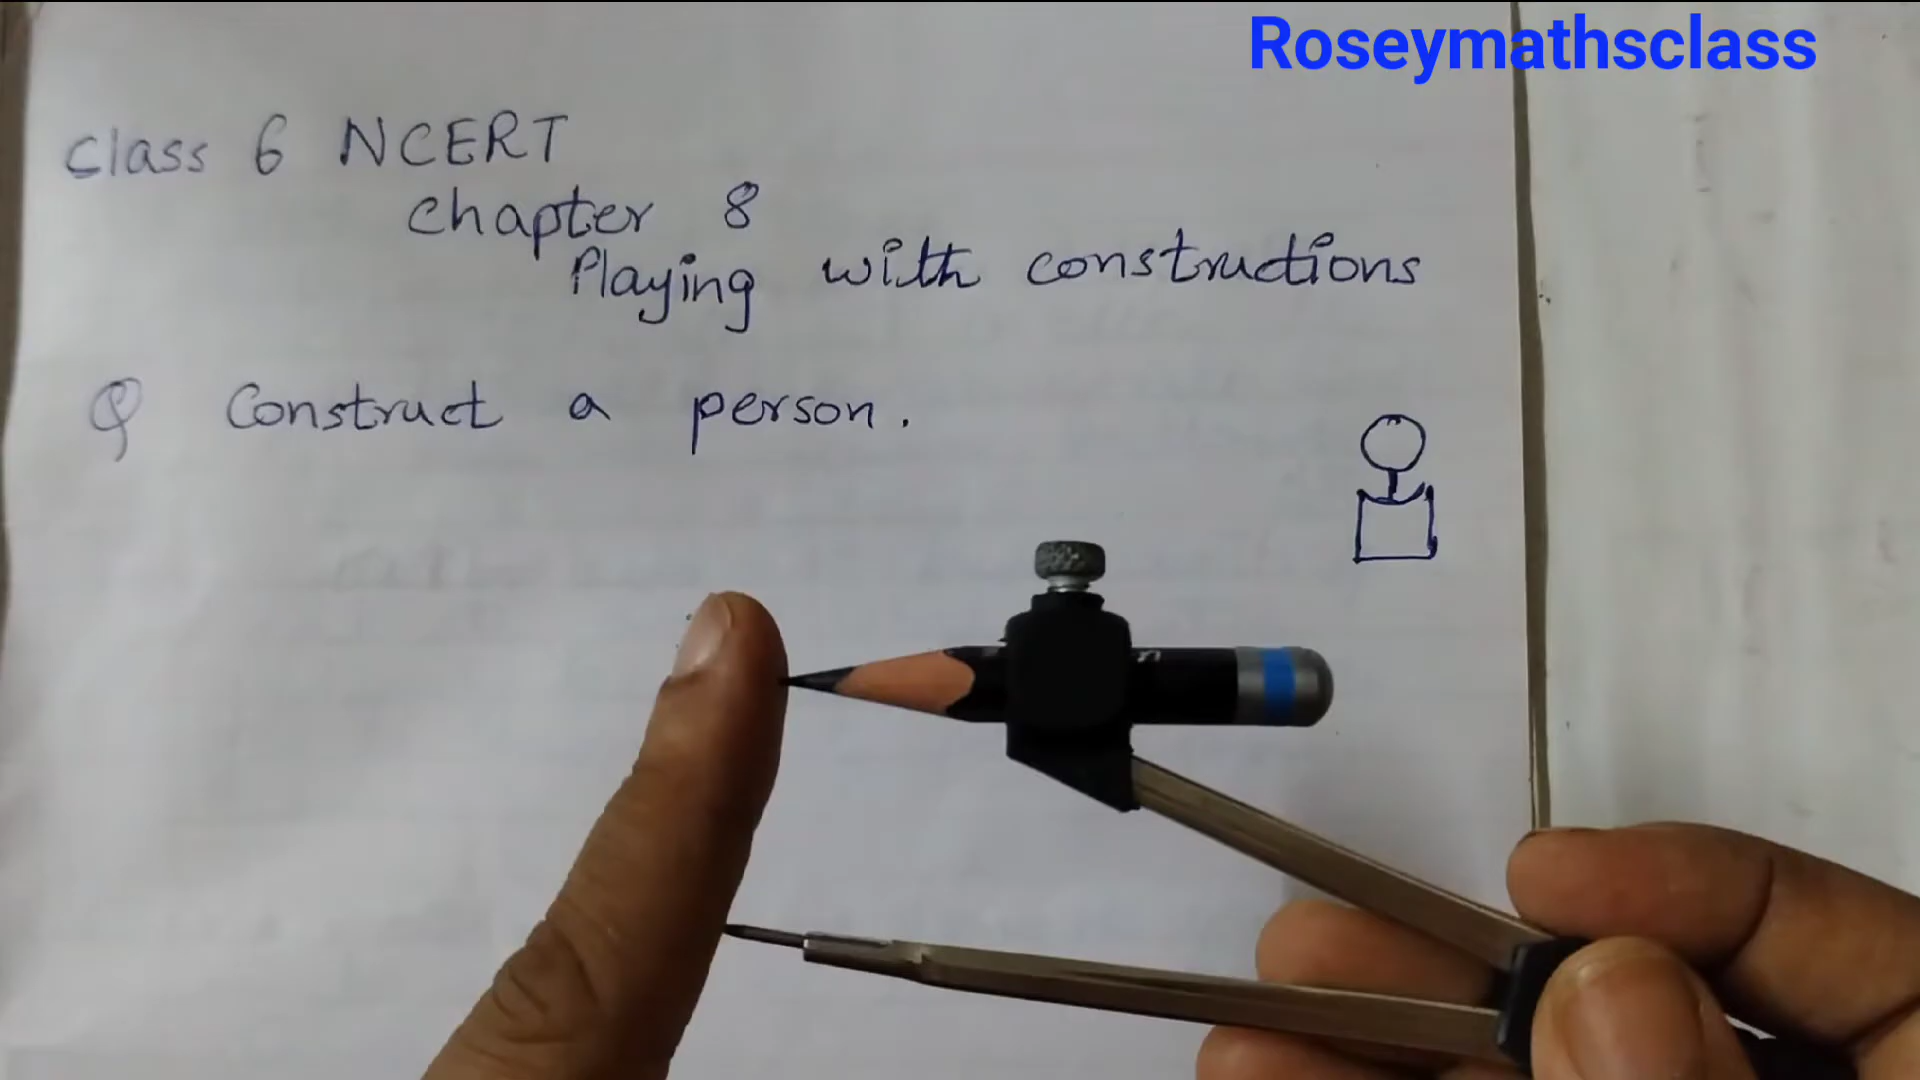 Roseymathsclass
Class 6 NCERT
Chapter 8
Playing with constructions
Q Construct a person.